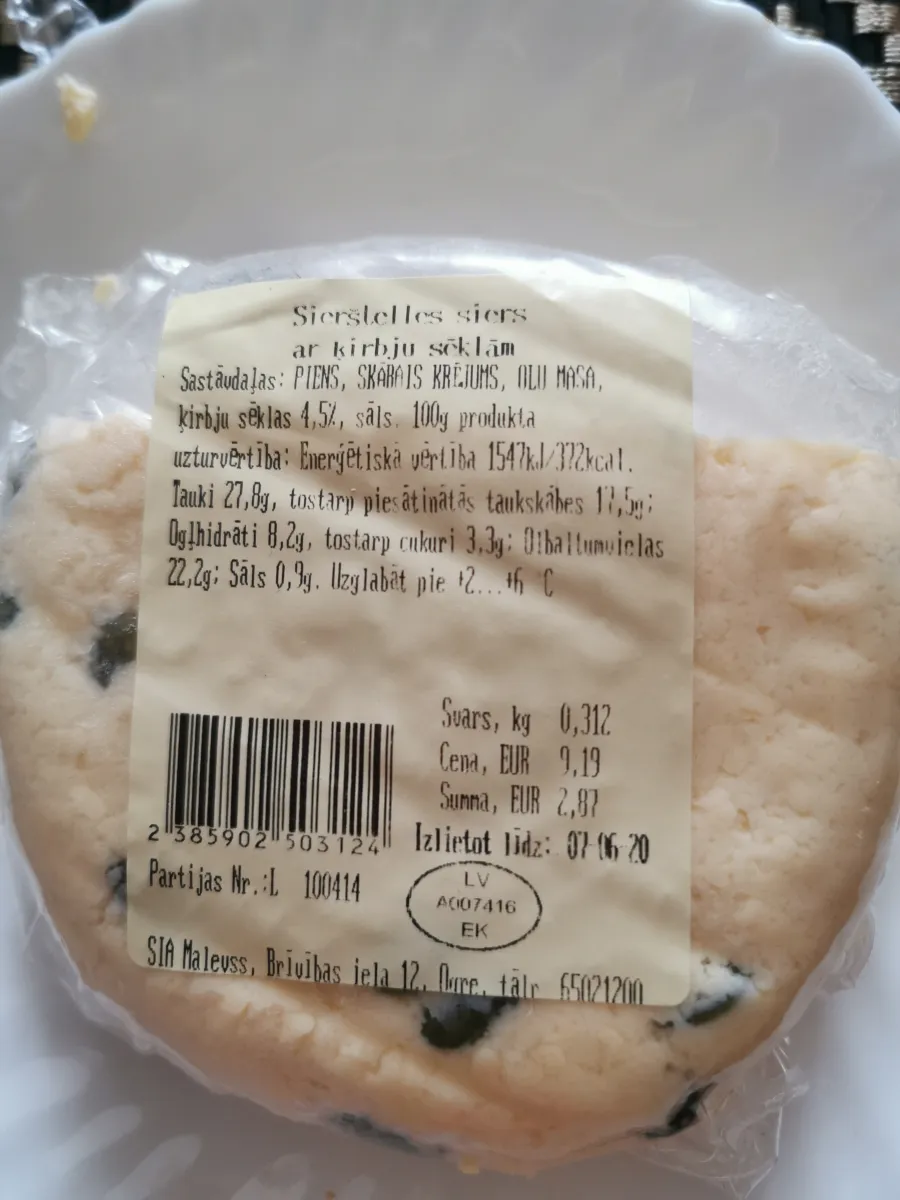 Sierštelles siers
ar ķirbju sēklām
Sastāvdaļas: PIENS, SKĀBAIS KRĒJUMS, OLU MASA,
ķirbju sēklas 4,5%, sāls. 100g produkta
uzturvērtība: Enerģētiskā vērtība 1547kJ/372kcal.
Tauki 27,8g, tostarp piesātinātās taukskābes 17,5g;
Ogļhidrāti 8,2g, tostarp cukuri 3,3g; Olbaltumvielas
22,2g; Sāls 0,9g. Uzglabāt pie +2...+6 °C
Svars, kg 0,312
Cena, EUR 9,19
Summa, EUR 2,87
Izlietot līdz: 07-06-20
2 385902 503124
Partijas Nr.:L 100414
LV
A007416
EK
SIA Malevss, Brīvības iela 12, Ogre, tālr 65021200